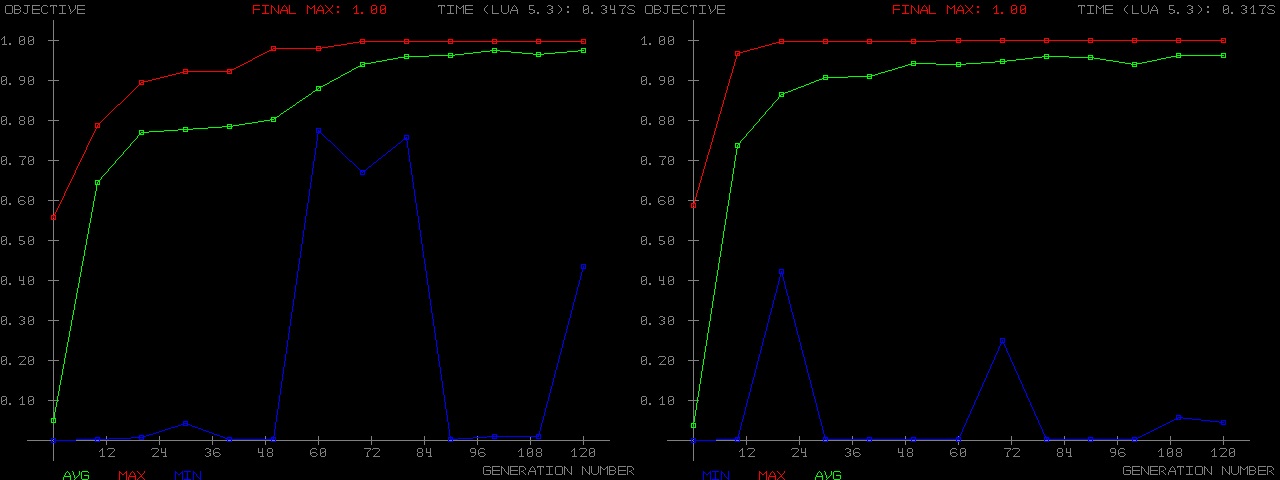 OBJECTIVE FINAL MAX: 1.00 TIME (LUA 5.3): 0.347S
1.00
0.90
0.80
0.70
0.60
0.50
0.40
0.30
0.20
0.10
12 24 36 48 60 72 84 96 108 120
GENERATION NUMBER
AVG MAX MIN
OBJECTIVE FINAL MAX: 1.00 TIME (LUA 5.3): 0.317S
1.00
0.90
0.80
0.70
0.60
0.50
0.40
0.30
0.20
0.10
12 24 36 48 60 72 84 96 108 120
GENERATION NUMBER
MIN MAX AVG